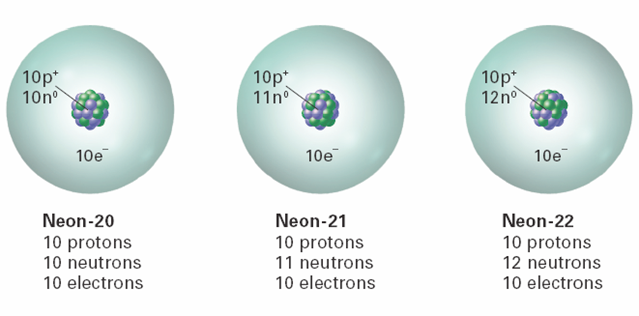 10p⁺
10n⁰
10e⁻
Neon-20
10 protons
10 neutrons
10 electrons
10p⁺
11n⁰
10e⁻
Neon-21
10 protons
11 neutrons
10 electrons
10p⁺
12n⁰
10e⁻
Neon-22
10 protons
12 neutrons
10 electrons